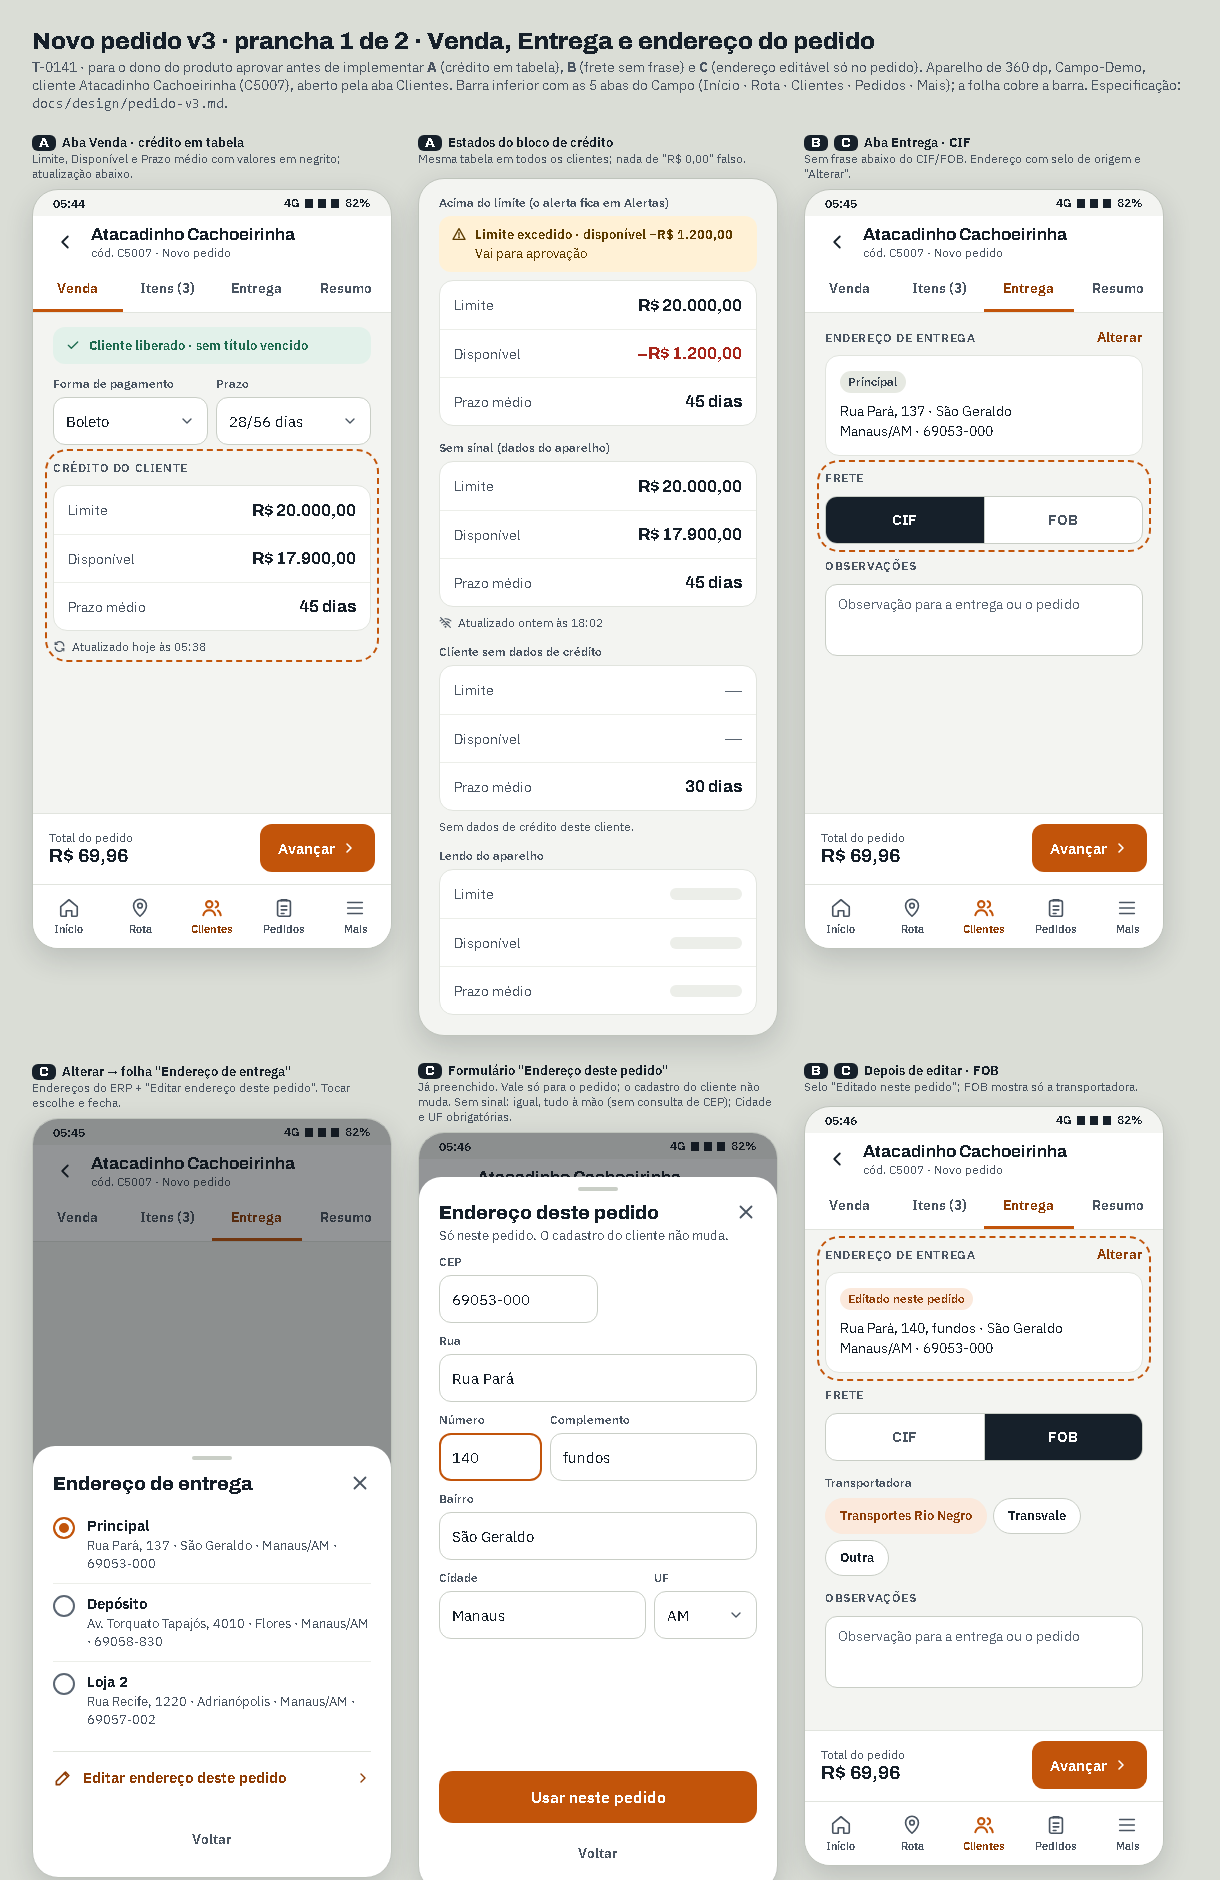 Novo pedido v3 · prancha 1 de 2 · Venda, Entrega e endereço do pedido
T-0141 · para o dono do produto aprovar antes de implementar A (crédito em tabela), B (frete sem frase) e C (endereço editável só no pedido). Aparelho de 360 dp, Campo-Demo,
cliente Atacadinho Cachoeirinha (C5007), aberto pela aba Clientes. Barra inferior com as 5 abas do Campo (Início · Rota · Clientes · Pedidos · Mais); a folha cobre a barra. Especificação:
docs/design/pedido-v3.md.
A Aba Venda · crédito em tabela
Limite, Disponível e Prazo médio com valores em negrito;
atualização abaixo.
05:44 4G 82%
Atacadinho Cachoeirinha
cód. C5007 · Novo pedido
Venda Itens (3) Entrega Resumo
Cliente liberado · sem título vencido
Forma de pagamento Prazo
Boleto 28/56 dias
CRÉDITO DO CLIENTE
Limite R$ 20.000,00
Disponível R$ 17.900,00
Prazo médio 45 dias
Atualizado hoje às 05:38
Total do pedido
R$ 69,96
Avançar
Início Rota Clientes Pedidos Mais
A Estados do bloco de crédito
Mesma tabela em todos os clientes; nada de "R$ 0,00" falso.
Acima do limite (o alerta fica em Alertas)
Limite excedido · disponível −R$ 1.200,00
Vai para aprovação
Limite R$ 20.000,00
Disponível −R$ 1.200,00
Prazo médio 45 dias
Sem sinal (dados do aparelho)
Limite R$ 20.000,00
Disponível R$ 17.900,00
Prazo médio 45 dias
Atualizado ontem às 18:02
Cliente sem dados de crédito
Limite —
Disponível —
Prazo médio 30 dias
Sem dados de crédito deste cliente.
Lendo do aparelho
Limite
Disponível
Prazo médio
B C Aba Entrega · CIF
Sem frase abaixo do CIF/FOB. Endereço com selo de origem e
"Alterar".
05:45 4G 82%
Atacadinho Cachoeirinha
cód. C5007 · Novo pedido
Venda Itens (3) Entrega Resumo
ENDEREÇO DE ENTREGA Alterar
Principal
Rua Pará, 137 · São Geraldo
Manaus/AM · 69053-000
FRETE
CIF FOB
OBSERVAÇÕES
Observação para a entrega ou o pedido
Total do pedido
R$ 69,96
Avançar
Início Rota Clientes Pedidos Mais
C Alterar → folha "Endereço de entrega"
Endereços do ERP + "Editar endereço deste pedido". Tocar
escolhe e fecha.
05:45 4G 82%
Atacadinho Cachoeirinha
cód. C5007 · Novo pedido
Venda Itens (3) Entrega Resumo
Endereço de entrega
Principal
Rua Pará, 137 · São Geraldo · Manaus/AM ·
69053-000
Depósito
Av. Torquato Tapajós, 4010 · Flores · Manaus/AM
· 69058-830
Loja 2
Rua Recife, 1220 · Adrianópolis · Manaus/AM ·
69057-002
Editar endereço deste pedido
Voltar
C Formulário "Endereço deste pedido"
Já preenchido. Vale só para o pedido; o cadastro do cliente não
muda. Sem sinal: igual, tudo à mão (sem consulta de CEP); Cidade
e UF obrigatórias.
05:46 4G 82%
Atacadinho Cachoeirinha
Endereço deste pedido
Só neste pedido. O cadastro do cliente não muda.
CEP
69053-000
Rua
Rua Pará
Número Complemento
140 fundos
Bairro
São Geraldo
Cidade UF
Manaus AM
Usar neste pedido
Voltar
B C Depois de editar · FOB
Selo "Editado neste pedido"; FOB mostra só a transportadora.
05:46 4G 82%
Atacadinho Cachoeirinha
cód. C5007 · Novo pedido
Venda Itens (3) Entrega Resumo
ENDEREÇO DE ENTREGA Alterar
Editado neste pedido
Rua Pará, 140, fundos · São Geraldo
Manaus/AM · 69053-000
FRETE
CIF FOB
Transportadora
Transportes Rio Negro Transvale
Outra
OBSERVAÇÕES
Observação para a entrega ou o pedido
Total do pedido
R$ 69,96
Avançar
Início Rota Clientes Pedidos Mais